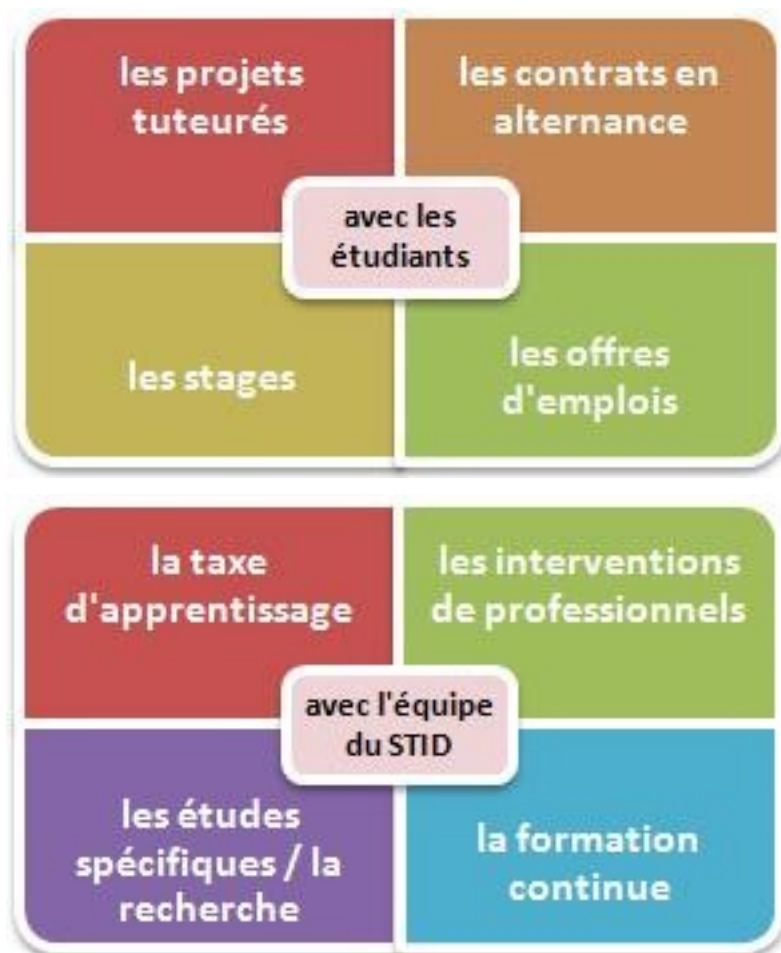 les projets
tuteurés
les contrats en
alternance
avec les
étudiants
les stages
les offres
d'emplois
la taxe
d'apprentissage
les interventions
de professionnels
avec l'équipe
du STID
les études
spécifiques / la
recherche
la formation
continue